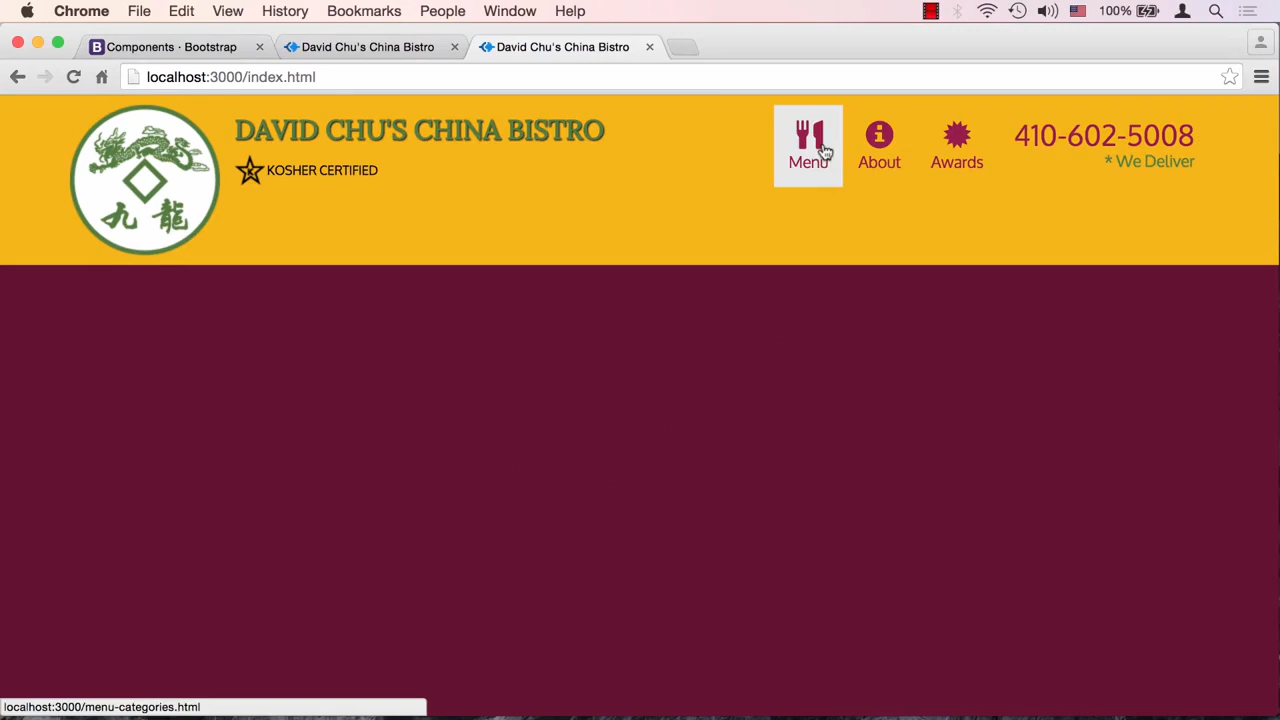 Chrome File Edit View History Bookmarks People Window Help 100%
Components · Bootstrap David Chu's China Bistro David Chu's China Bistro
localhost:3000/index.html
DAVID CHU'S CHINA BISTRO
KOSHER CERTIFIED
K
九 龍
Menu About Awards
410-602-5008
* We Deliver
localhost:3000/menu-categories.html